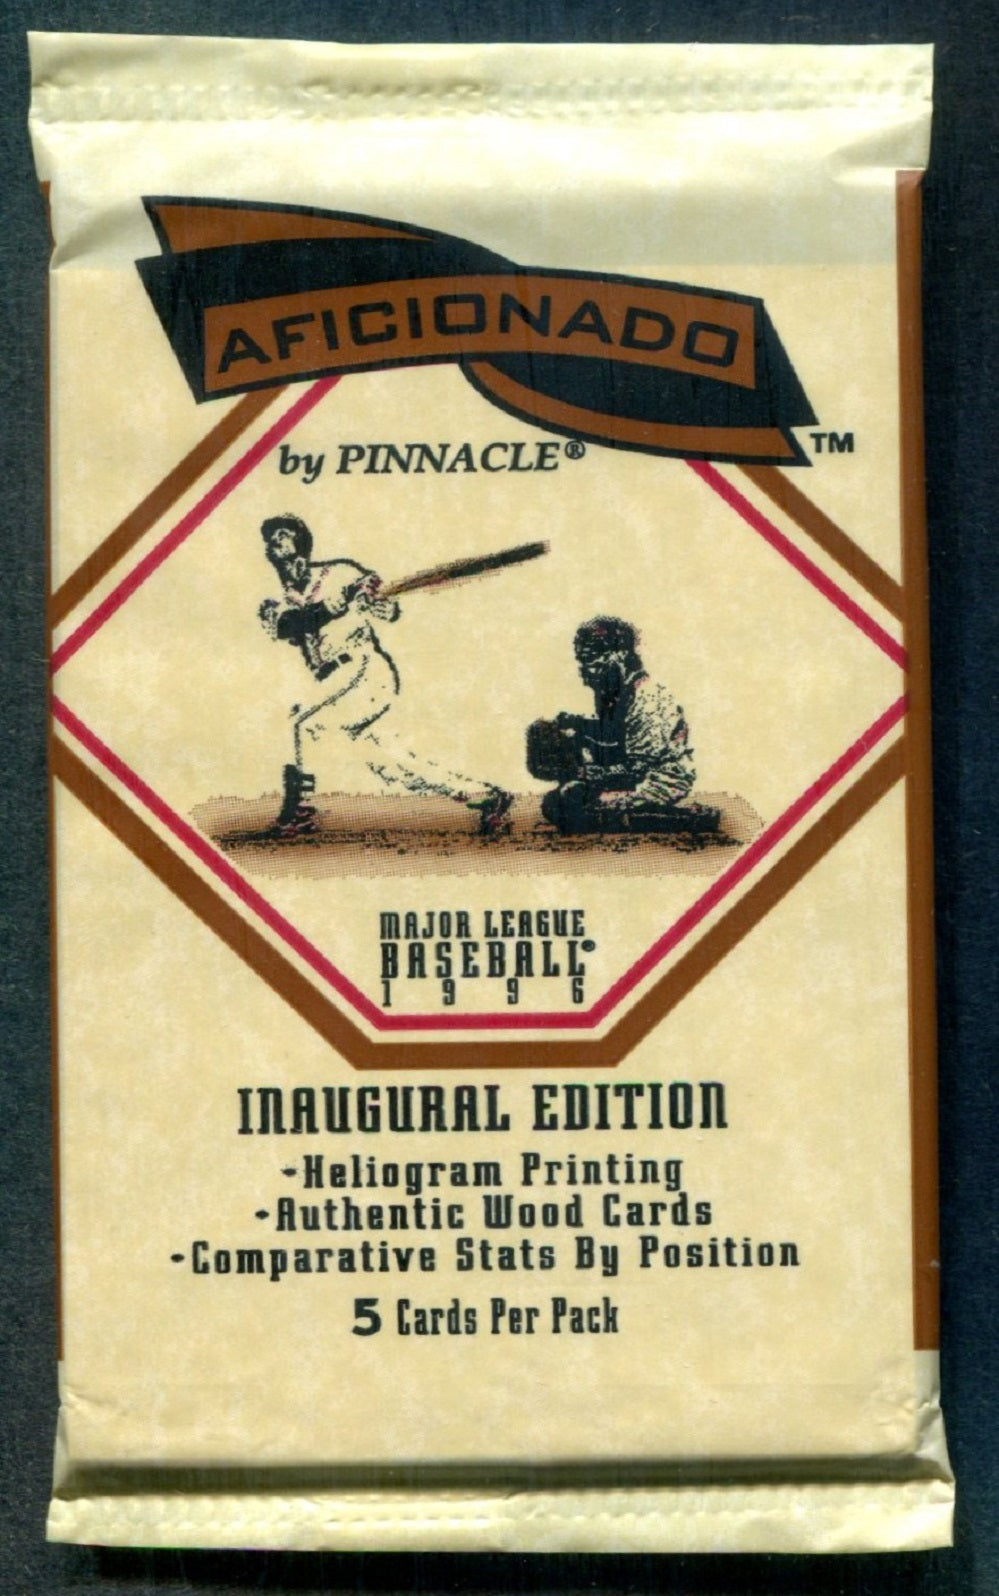 AFICIONADO
TM
by PINNACLE®
MAJOR LEAGUE
BASEBALL®
1996
INAUGURAL EDITION
-Heliogram Printing
-Authentic Wood Cards
-Comparative Stats By Position
5 Cards Per Pack